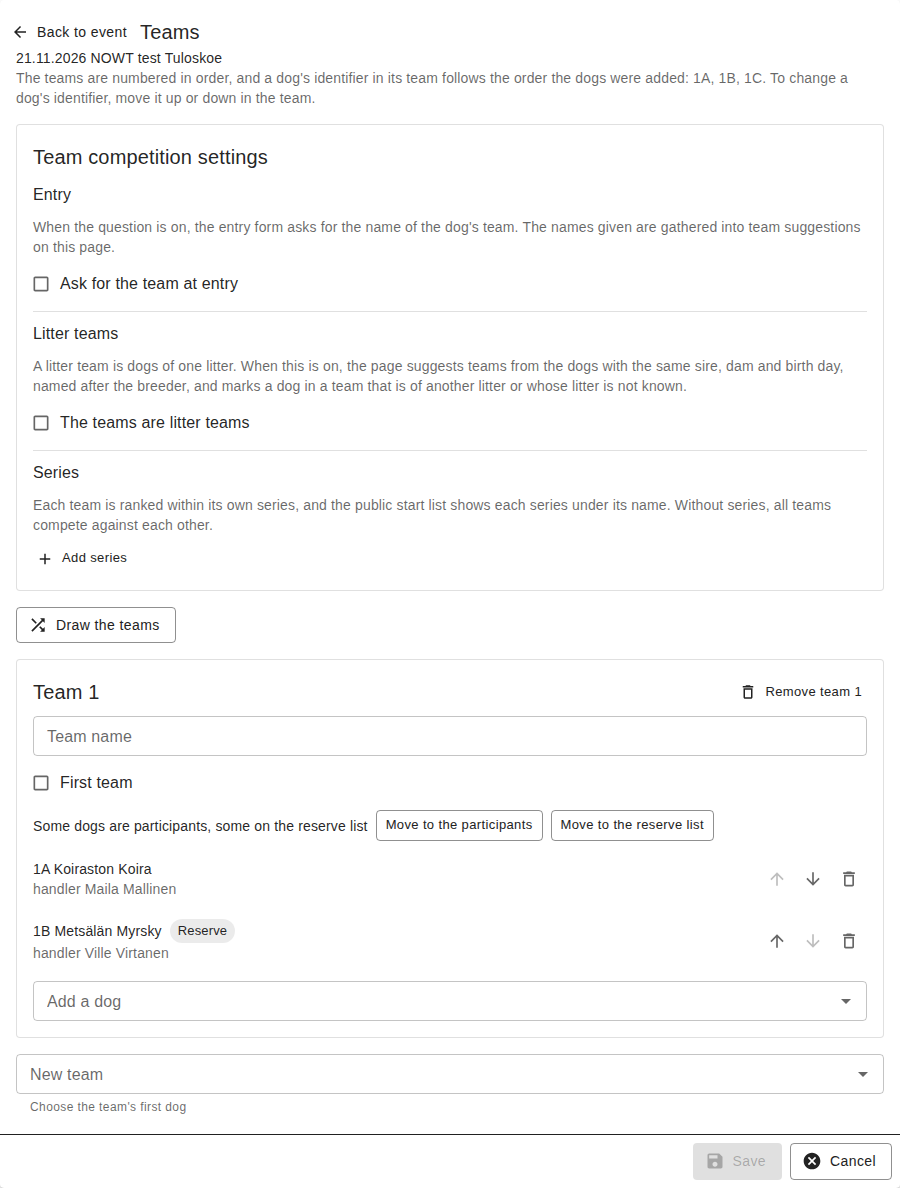 Back to event Teams
21.11.2026 NOWT test Tuloskoe
The teams are numbered in order, and a dog's identifier in its team follows the order the dogs were added: 1A, 1B, 1C. To change a
dog's identifier, move it up or down in the team.
Team competition settings
Entry
When the question is on, the entry form asks for the name of the dog's team. The names given are gathered into team suggestions
on this page.
Ask for the team at entry
Litter teams
A litter team is dogs of one litter. When this is on, the page suggests teams from the dogs with the same sire, dam and birth day,
named after the breeder, and marks a dog in a team that is of another litter or whose litter is not known.
The teams are litter teams
Series
Each team is ranked within its own series, and the public start list shows each series under its name. Without series, all teams
compete against each other.
Add series
Draw the teams
Team 1 Remove team 1
Team name
First team
Some dogs are participants, some on the reserve list Move to the participants Move to the reserve list
1A Koiraston Koira
handler Maila Mallinen
1B Metsälän Myrsky Reserve
handler Ville Virtanen
Add a dog
New team
Choose the team's first dog
Save Cancel